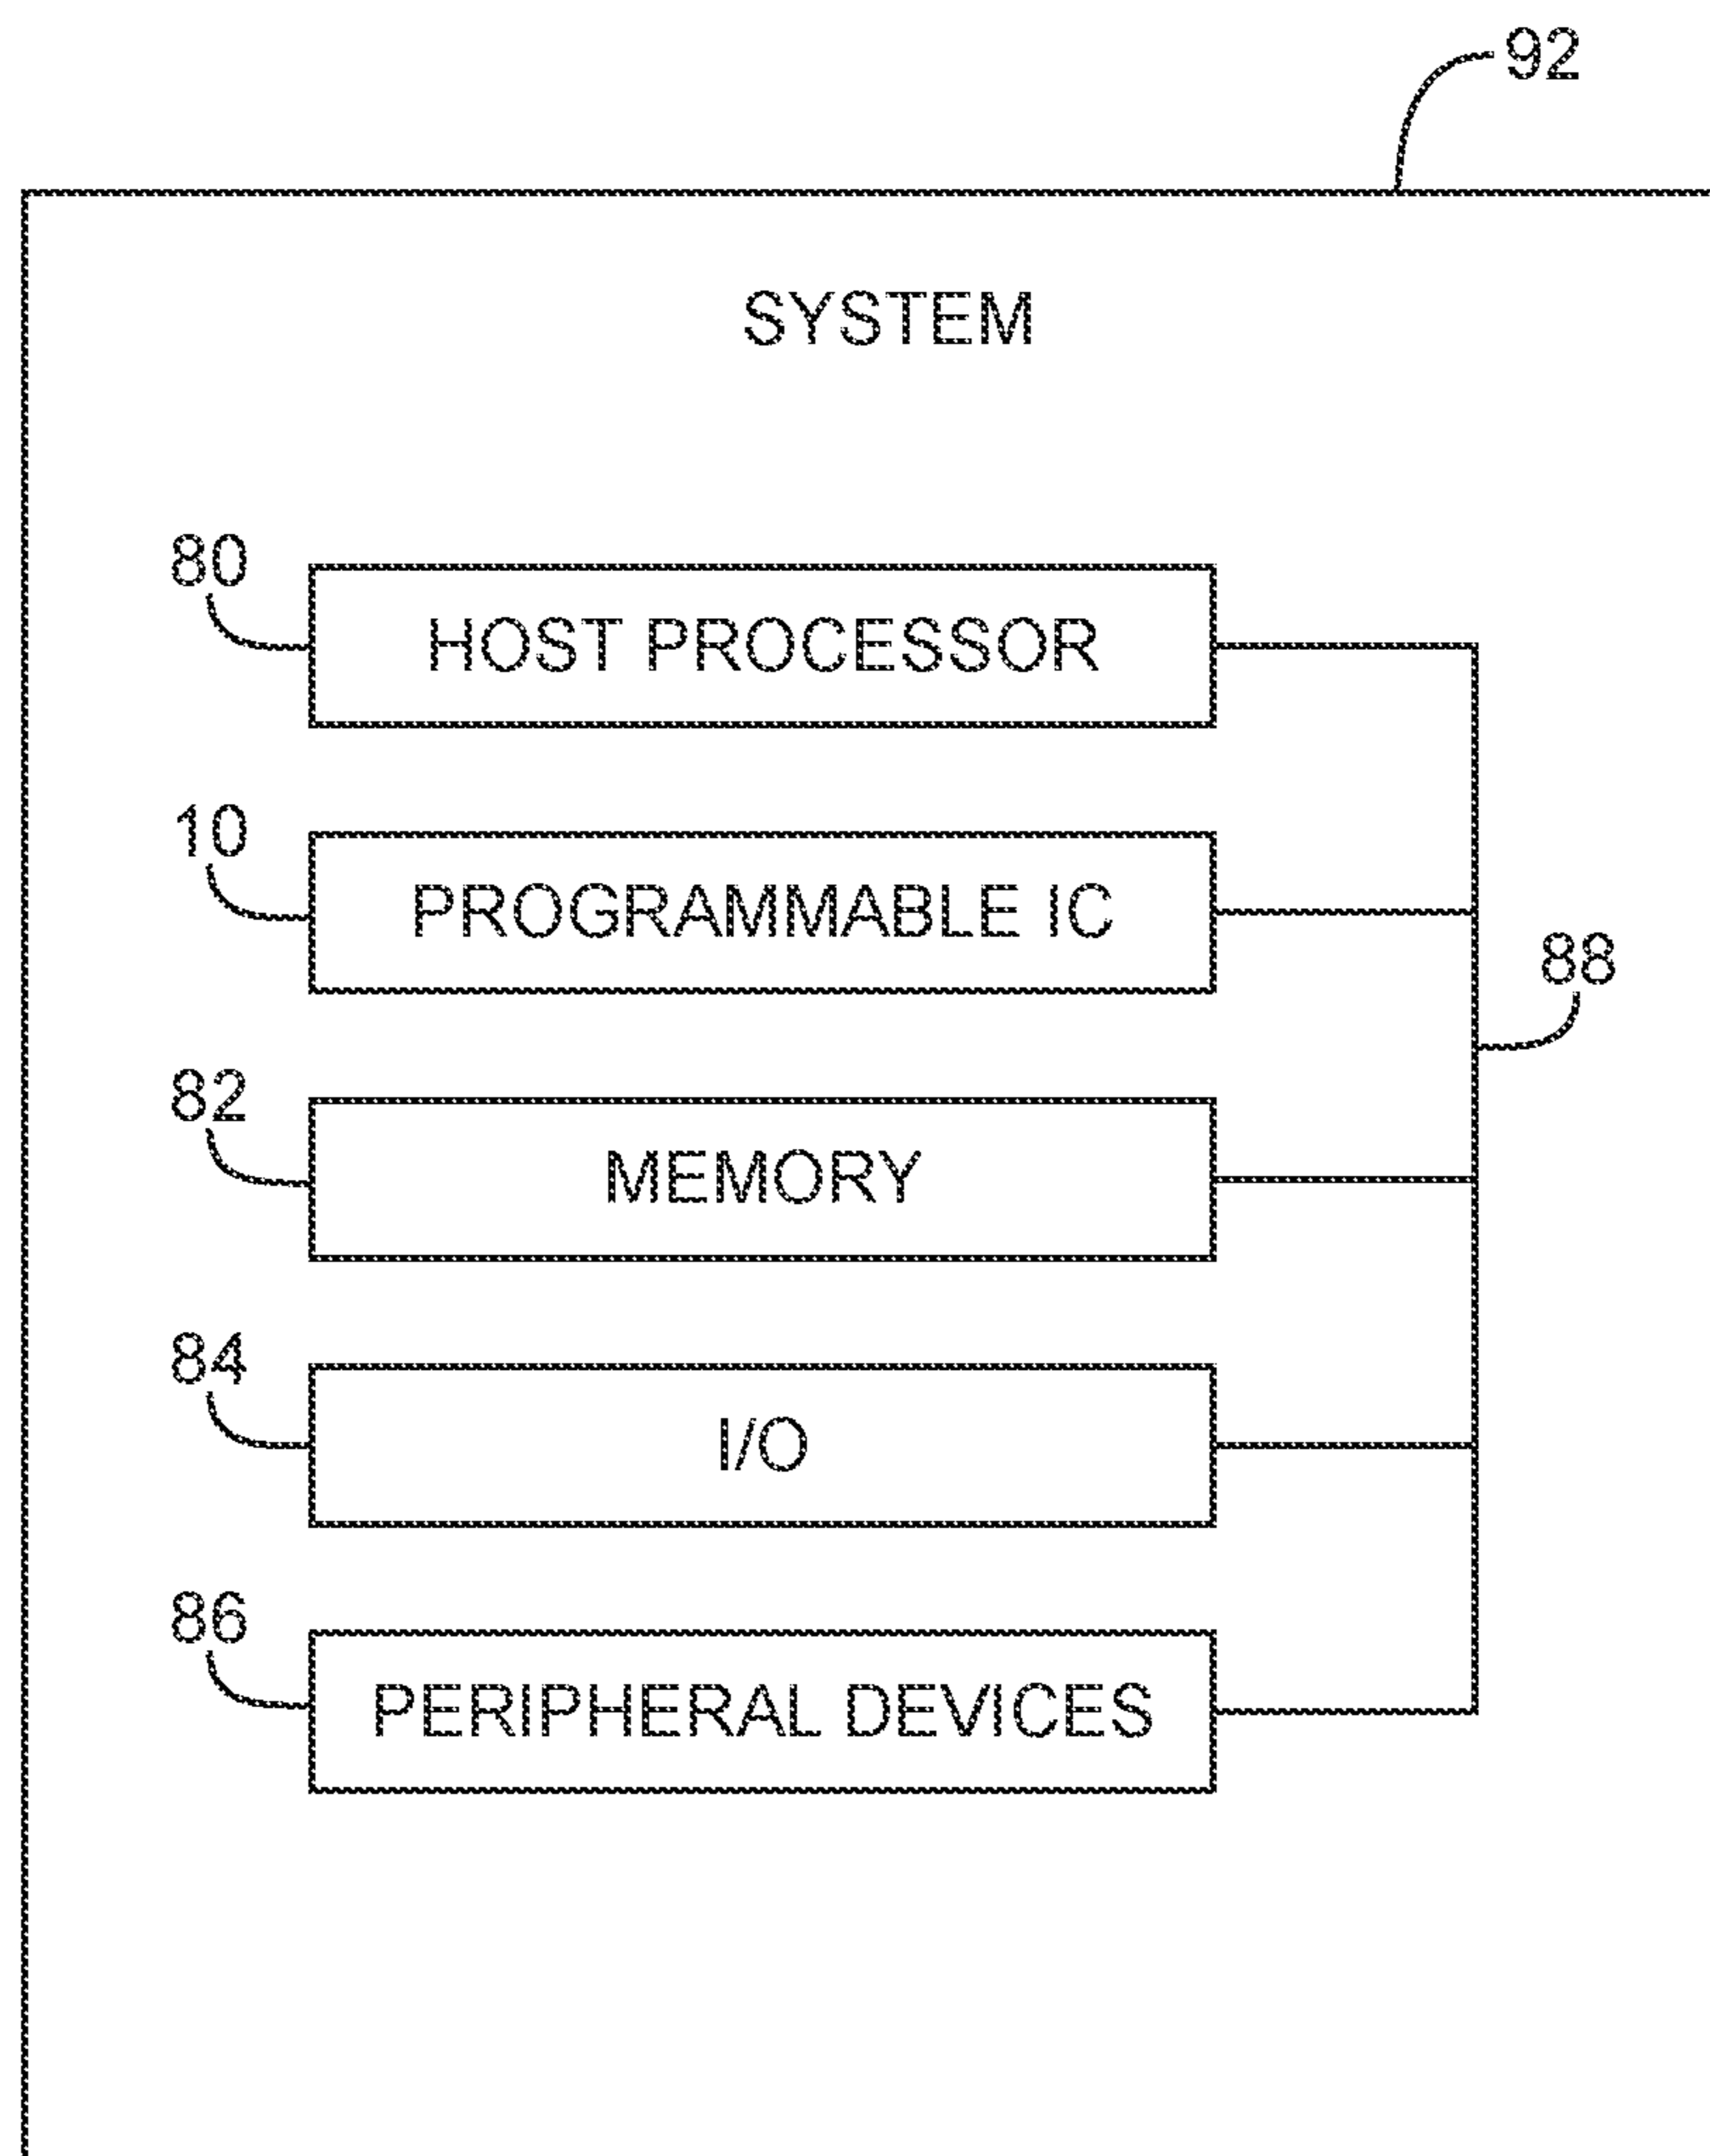 92
SYSTEM
80
HOST PROCESSOR
10
PROGRAMMABLE IC
88
82
MEMORY
84
I/O
86
PERIPHERAL DEVICES